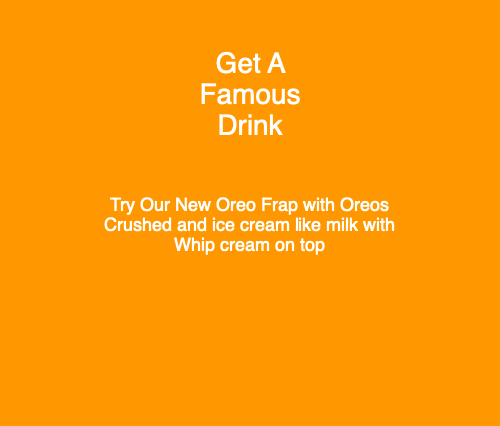 Get A
Famous
Drink
Try Our New Oreo Frap with Oreos
Crushed and ice cream like milk with
Whip cream on top